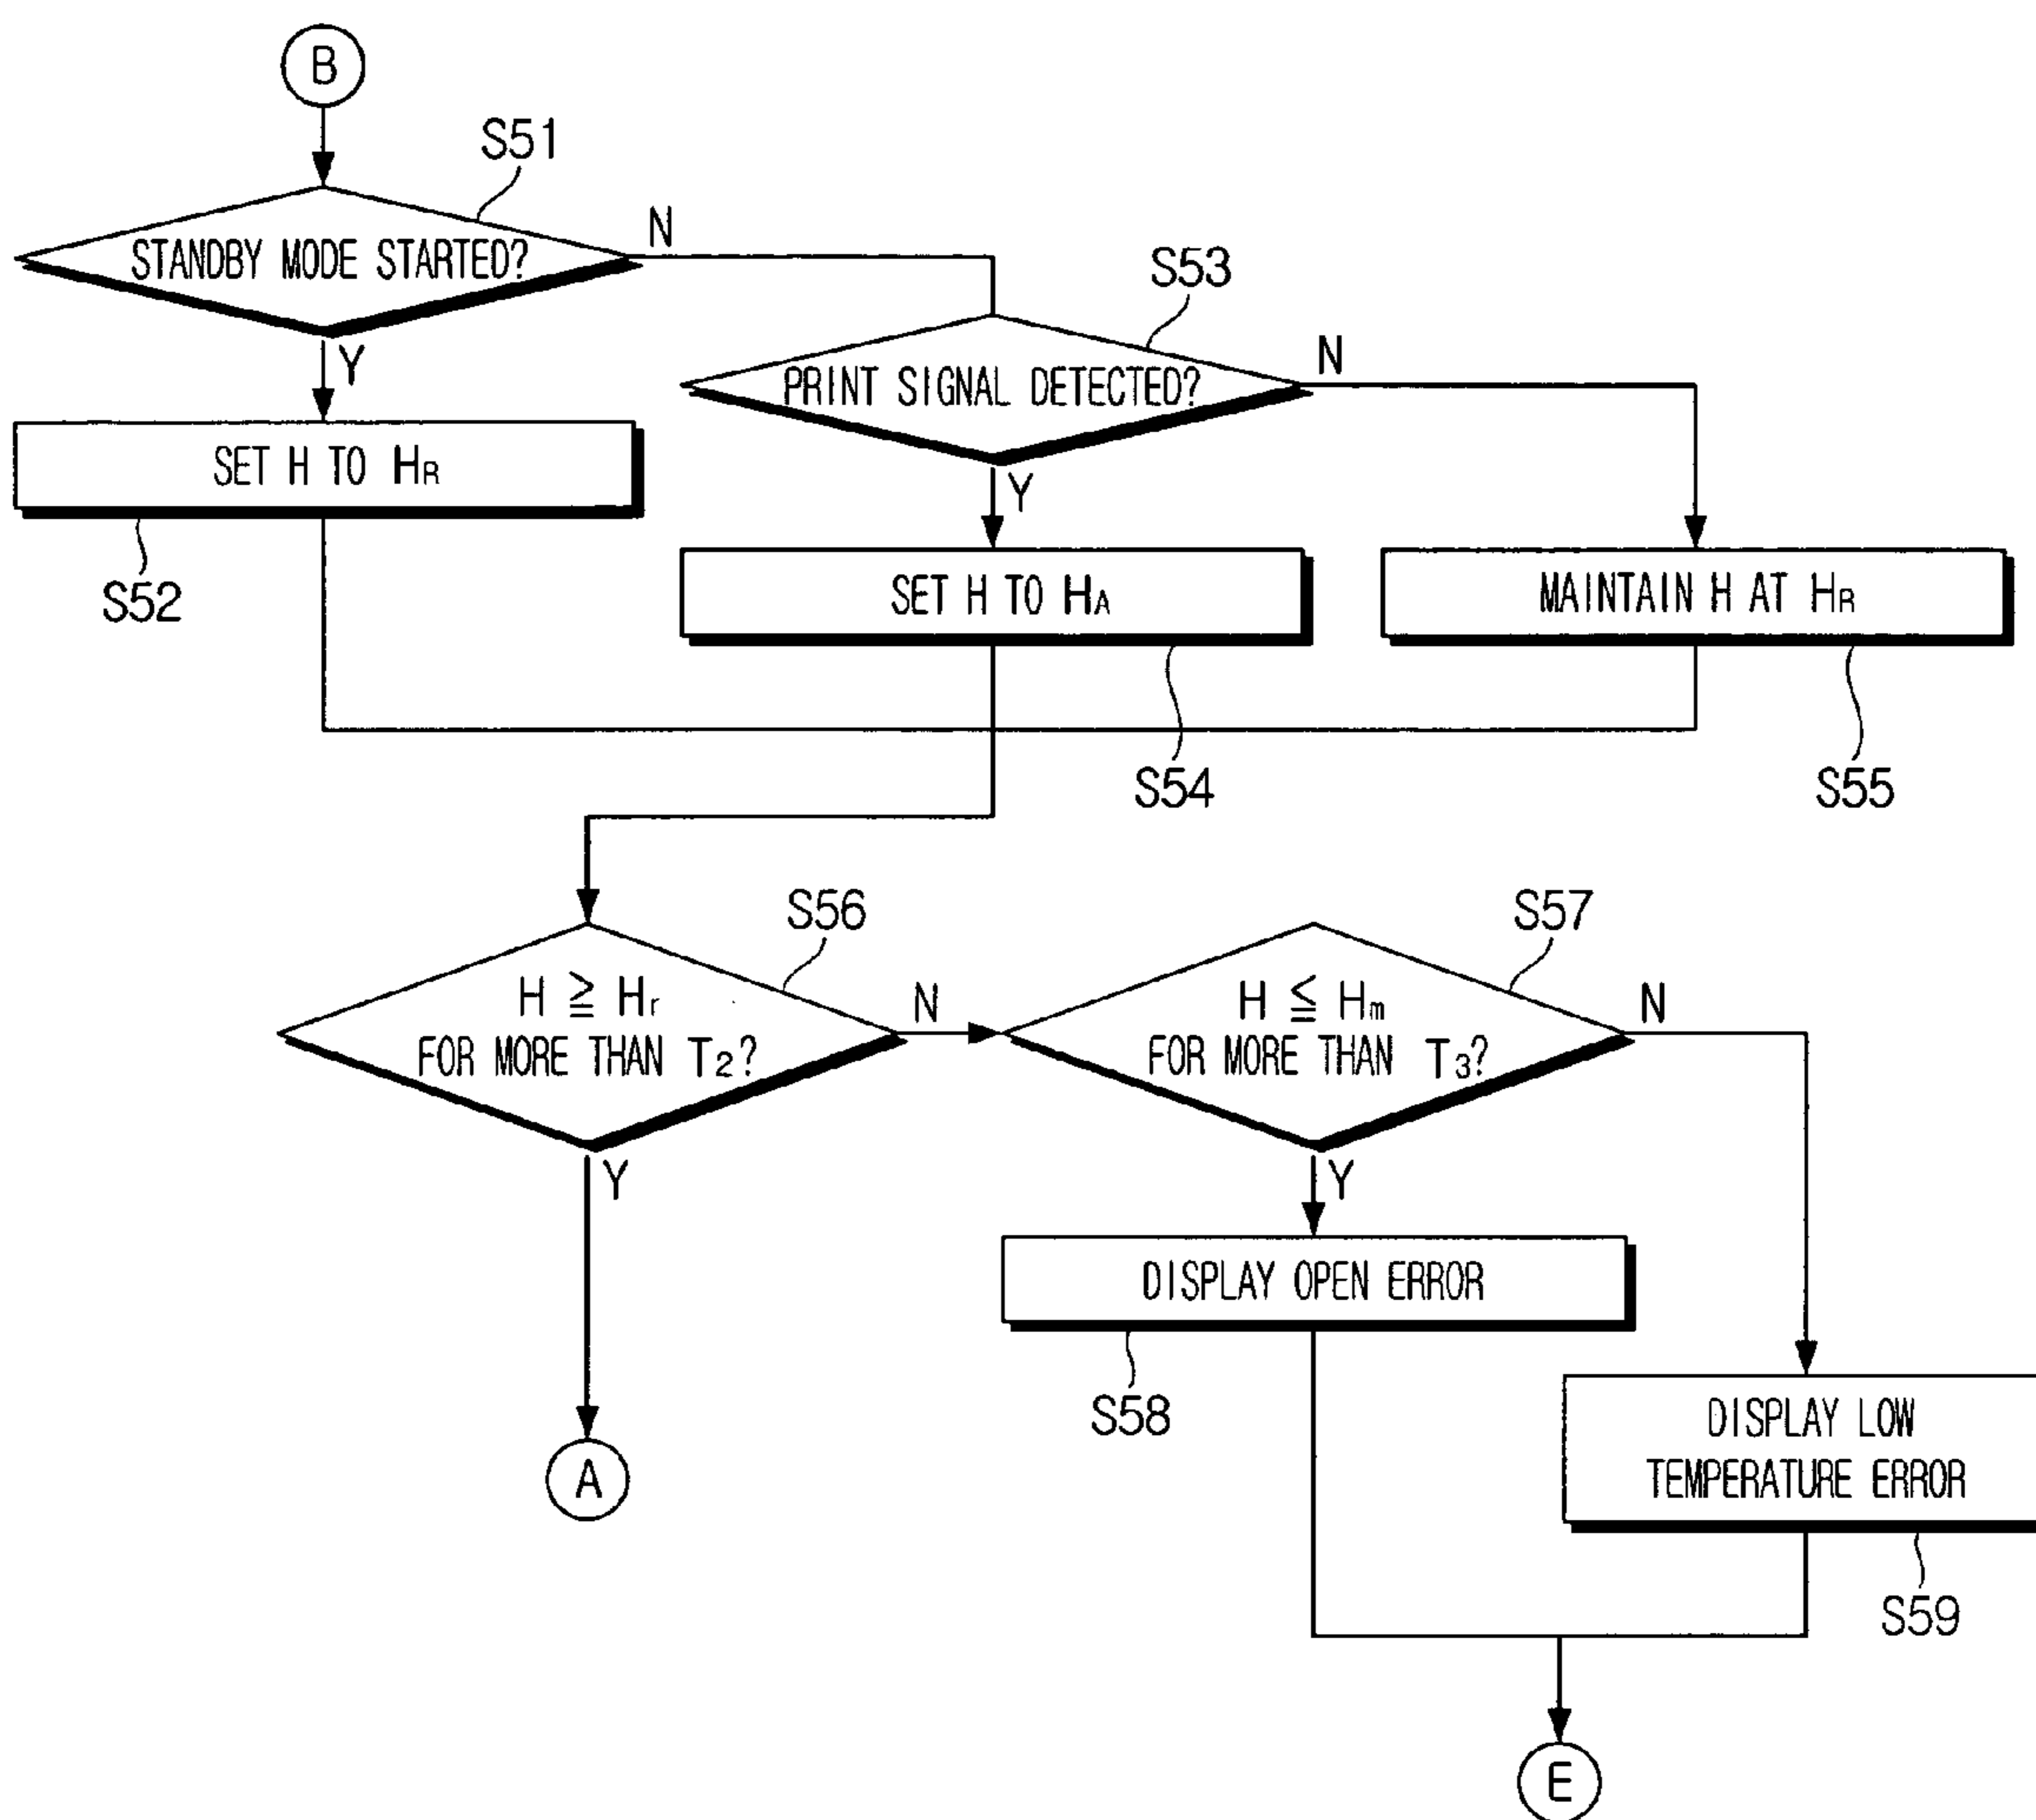 B
S51
STANDBY MODE STARTED?
N
Y
S53
PRINT SIGNAL DETECTED?
N
Y
SET H TO HR
S52
SET H TO HA
S54
MAINTAIN H AT HR
S55
S56
H ≧ Hr
FOR MORE THAN T2?
N
Y
S57
H ≦ Hm
FOR MORE THAN T3?
N
Y
DISPLAY OPEN ERROR
S58
DISPLAY LOW
TEMPERATURE ERROR
S59
A
E